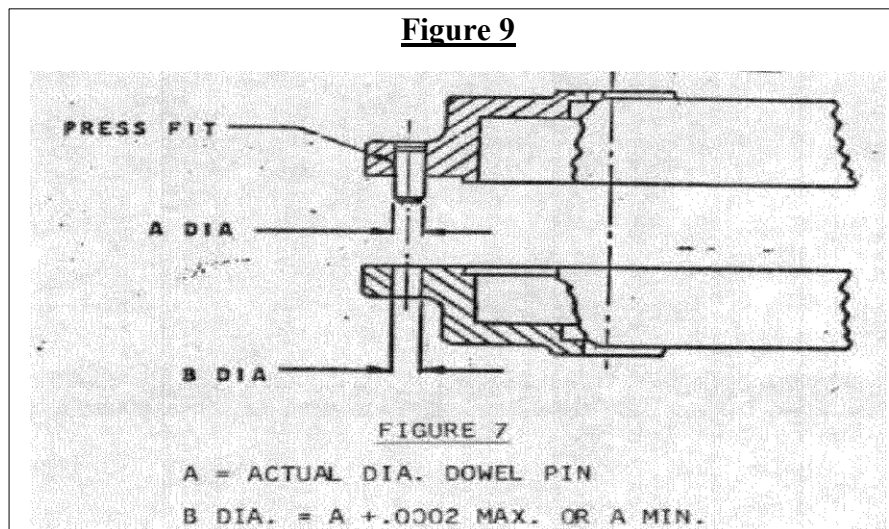 Figure 9
PRESS FIT
A DIA
B DIA
FIGURE 7
A = ACTUAL DIA. DOWEL PIN
B DIA. = A +.0002 MAX. OR A MIN.